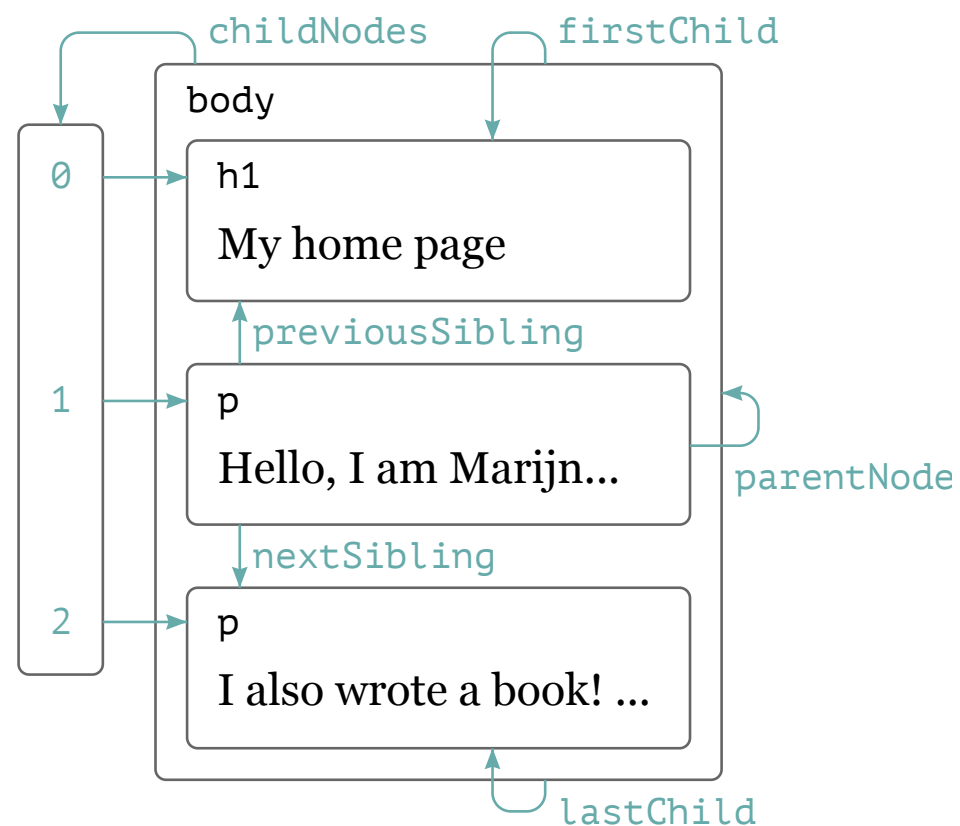 childNodes
firstChild
body
0
h1
My home page
previousSibling
1
p
Hello, I am Marijn...
parentNode
nextSibling
2
p
I also wrote a book! ...
lastChild